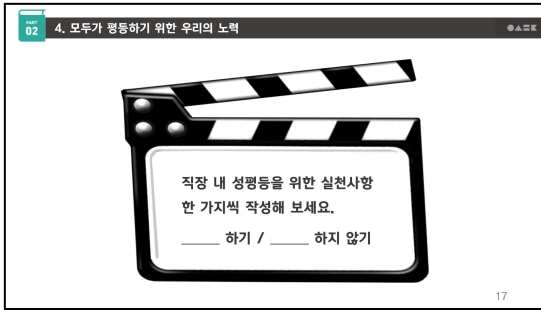 PART
02
4. 모두가 평등하기 위한 우리의 노력
직장 내 성평등을 위한 실천사항
한 가지씩 작성해 보세요.
______ 하기 / ______ 하지 않기
17